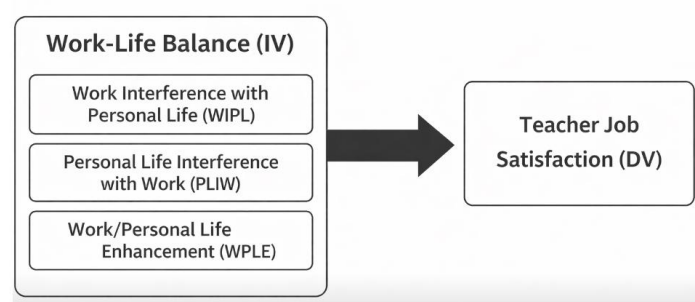 Work-Life Balance (IV)
Work Interference with
Personal Life (WIPL)
Personal Life Interference
with Work (PLIW)
Work/Personal Life
Enhancement (WPLE)
Teacher Job
Satisfaction (DV)